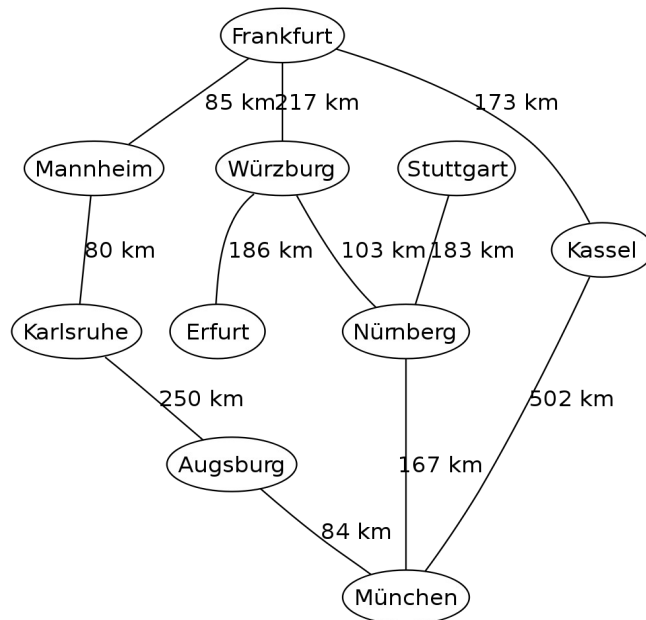 Frankfurt
85 km
217 km
173 km
Mannheim
Würzburg
Stuttgart
80 km
186 km
103 km
183 km
Kassel
Karlsruhe
Erfurt
Nürnberg
250 km
502 km
Augsburg
167 km
84 km
München